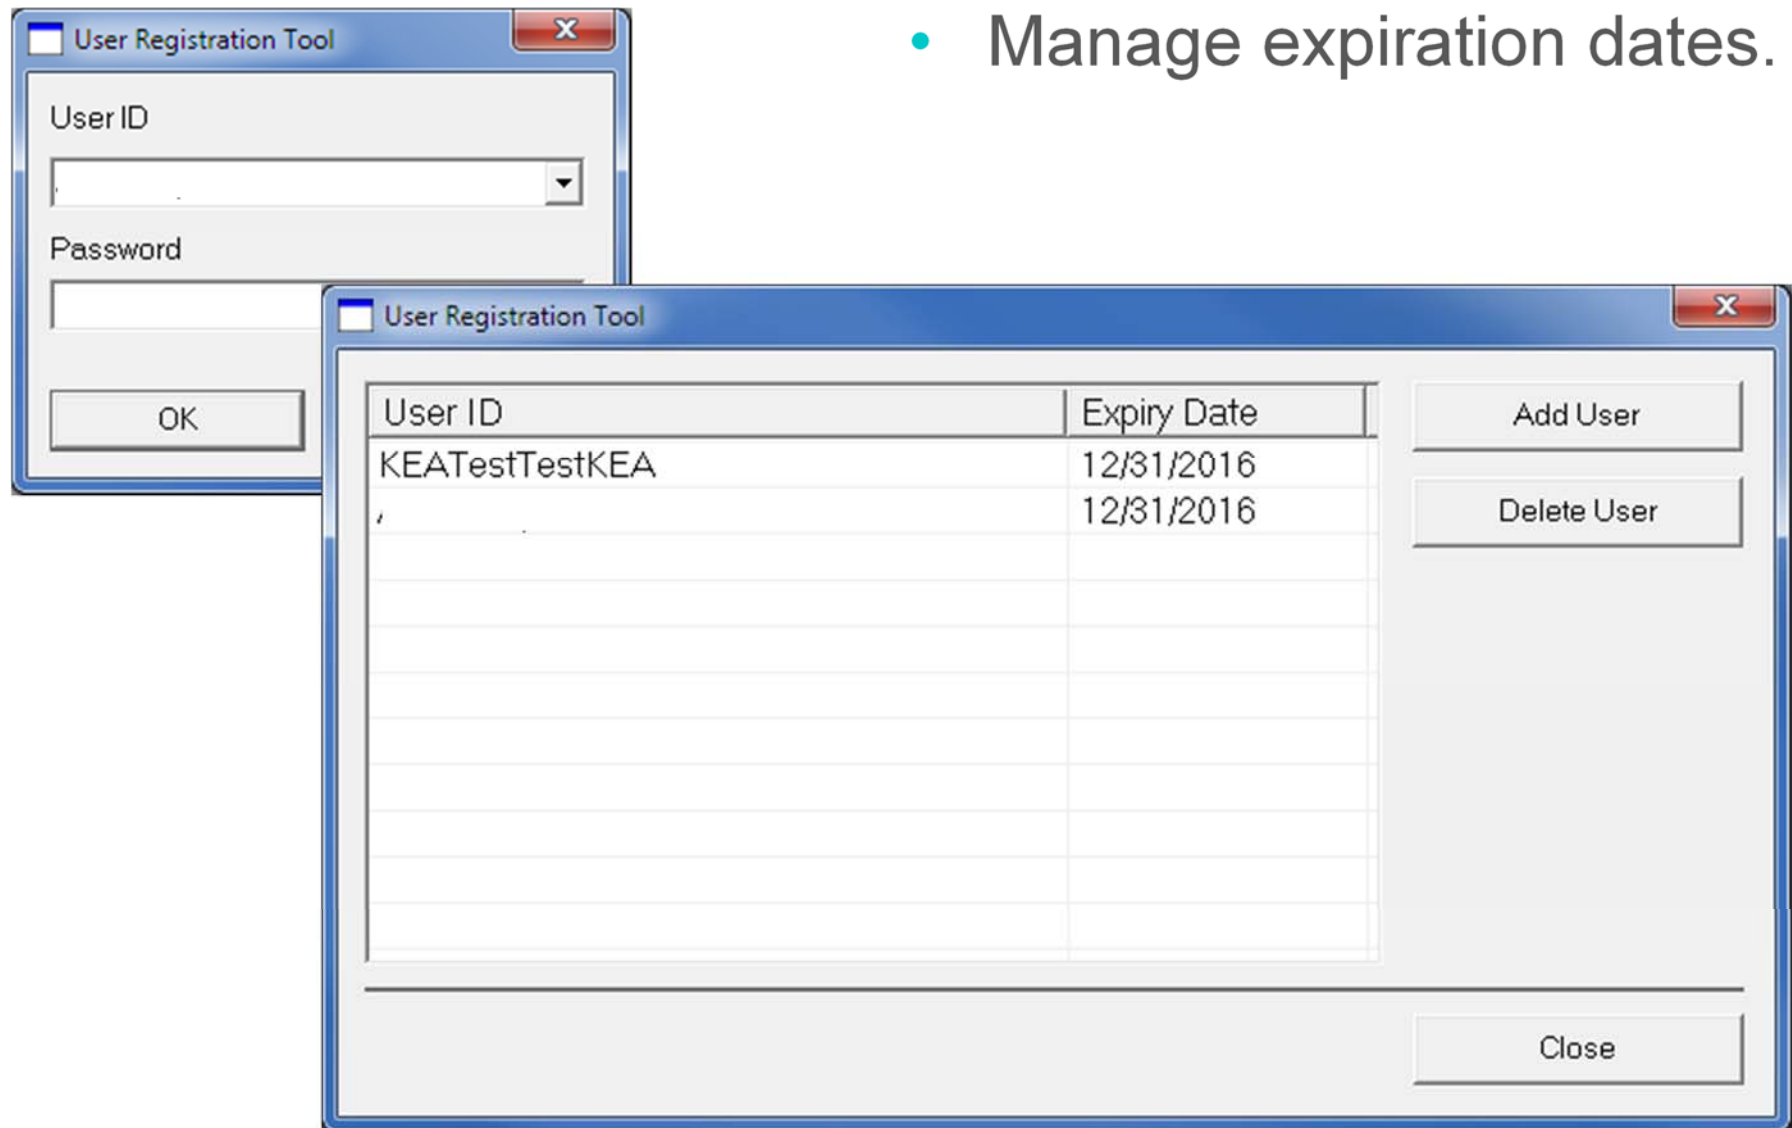 User Registration Tool
• Manage expiration dates.
User ID
Password
OK
User Registration Tool
User ID Expiry Date
KEATestTestKEA 12/31/2016
12/31/2016
Add User
Delete User
Close